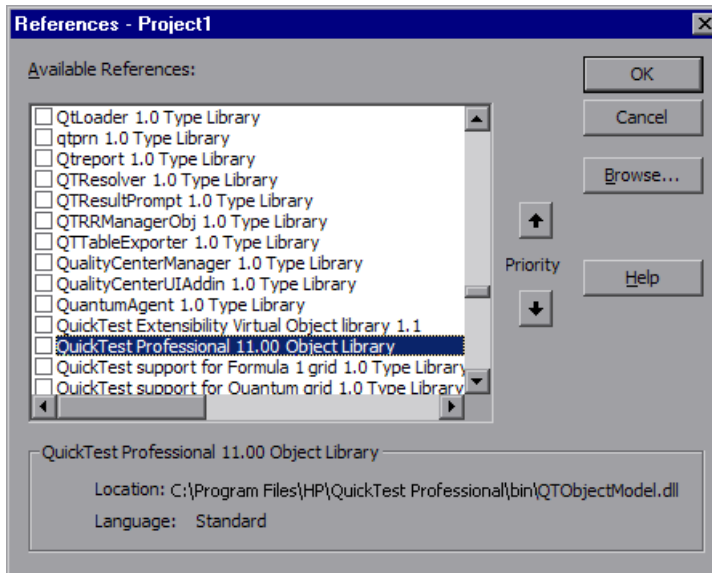 References - Project1
Available References:
QtLoader 1.0 Type Library
qtprn 1.0 Type Library
Qtreport 1.0 Type Library
QTResolver 1.0 Type Library
QTResultPrompt 1.0 Type Library
QTRRManagerObj 1.0 Type Library
QTTableExporter 1.0 Type Library
QualityCenterManager 1.0 Type Library
QualityCenterUIAddin 1.0 Type Library
QuantumAgent 1.0 Type Library
QuickTest Extensibility Virtual Object library 1.1
QuickTest Professional 11.00 Object Library
QuickTest support for Formula 1 grid 1.0 Type Library
QuickTest support for Quantum grid 1.0 Type Library
Priority
OK
Cancel
Browse...
Help
QuickTest Professional 11.00 Object Library
Location: C:\Program Files\HP\QuickTest Professional\bin\QTObjectModel.dll
Language: Standard